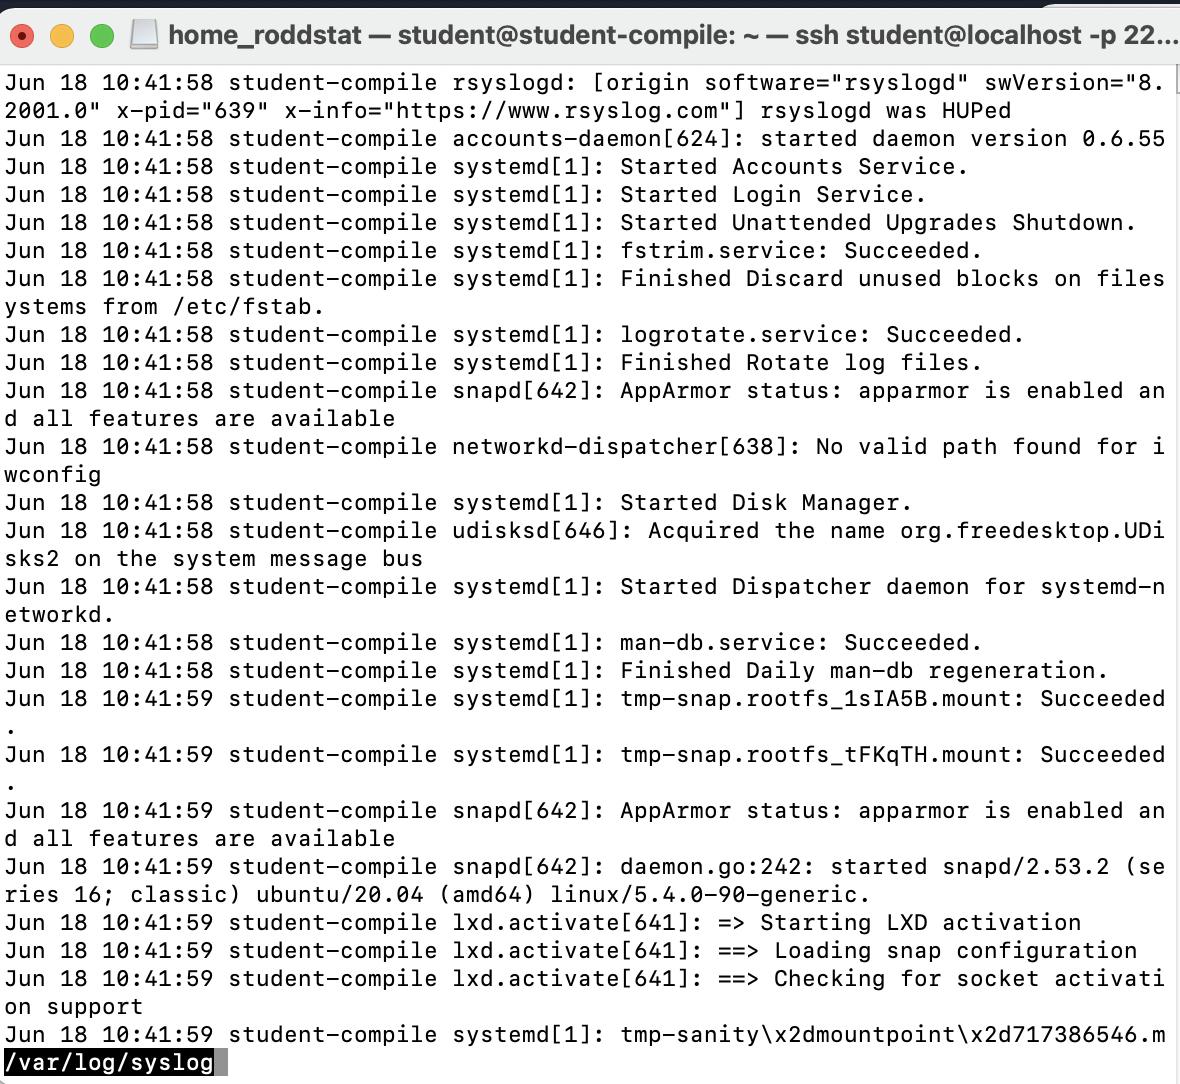 home_roddstat — student@student-compile: ~ — ssh student@localhost -p 22...
Jun 18 10:41:58 student-compile rsyslogd: [origin software="rsyslogd" swVersion="8.
2001.0" x-pid="639" x-info="https://www.rsyslog.com"] rsyslogd was HUPed
Jun 18 10:41:58 student-compile accounts-daemon[624]: started daemon version 0.6.55
Jun 18 10:41:58 student-compile systemd[1]: Started Accounts Service.
Jun 18 10:41:58 student-compile systemd[1]: Started Login Service.
Jun 18 10:41:58 student-compile systemd[1]: Started Unattended Upgrades Shutdown.
Jun 18 10:41:58 student-compile systemd[1]: fstrim.service: Succeeded.
Jun 18 10:41:58 student-compile systemd[1]: Finished Discard unused blocks on files
ystems from /etc/fstab.
Jun 18 10:41:58 student-compile systemd[1]: logrotate.service: Succeeded.
Jun 18 10:41:58 student-compile systemd[1]: Finished Rotate log files.
Jun 18 10:41:58 student-compile snapd[642]: AppArmor status: apparmor is enabled an
d all features are available
Jun 18 10:41:58 student-compile networkd-dispatcher[638]: No valid path found for i
wconfig
Jun 18 10:41:58 student-compile systemd[1]: Started Disk Manager.
Jun 18 10:41:58 student-compile udisksd[646]: Acquired the name org.freedesktop.UDi
sks2 on the system message bus
Jun 18 10:41:58 student-compile systemd[1]: Started Dispatcher daemon for systemd-n
etworkd.
Jun 18 10:41:58 student-compile systemd[1]: man-db.service: Succeeded.
Jun 18 10:41:58 student-compile systemd[1]: Finished Daily man-db regeneration.
Jun 18 10:41:59 student-compile systemd[1]: tmp-snap.rootfs_1sIA5B.mount: Succeeded
.
Jun 18 10:41:59 student-compile systemd[1]: tmp-snap.rootfs_tFKqTH.mount: Succeeded
.
Jun 18 10:41:59 student-compile snapd[642]: AppArmor status: apparmor is enabled an
d all features are available
Jun 18 10:41:59 student-compile snapd[642]: daemon.go:242: started snapd/2.53.2 (se
ries 16; classic) ubuntu/20.04 (amd64) linux/5.4.0-90-generic.
Jun 18 10:41:59 student-compile lxd.activate[641]: => Starting LXD activation
Jun 18 10:41:59 student-compile lxd.activate[641]: ==> Loading snap configuration
Jun 18 10:41:59 student-compile lxd.activate[641]: ==> Checking for socket activati
on support
Jun 18 10:41:59 student-compile systemd[1]: tmp-sanity\x2dmountpoint\x2d717386546.m
/var/log/syslog